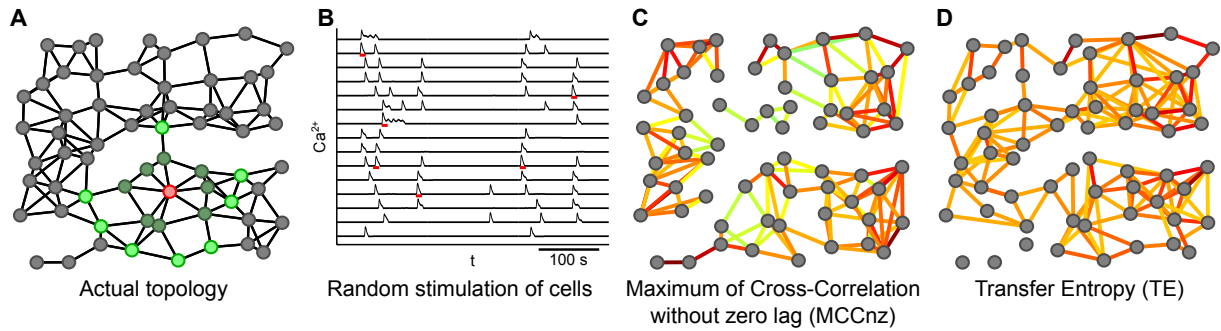 A
B
C
D
Ca2+
t
100 s
Actual topology
Random stimulation of cells
Maximum of Cross-Correlation
without zero lag (MCCnz)
Transfer Entropy (TE)